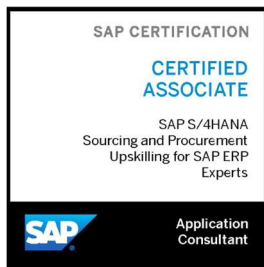 SAP CERTIFICATION
CERTIFIED
ASSOCIATE
SAP S/4HANA
Sourcing and Procurement
Upskilling for SAP ERP
Experts
SAP
Application
Consultant